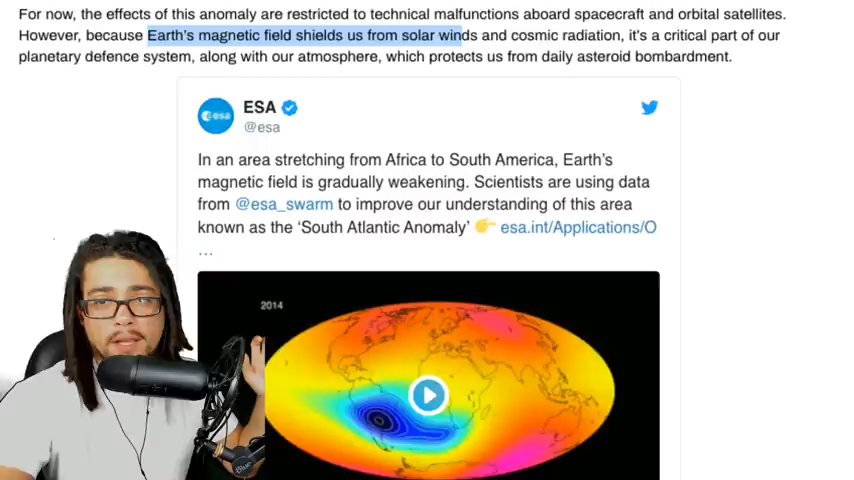 For now, the effects of this anomaly are restricted to technical malfunctions aboard spacecraft and orbital satellites.
However, because Earth's magnetic field shields us from solar winds and cosmic radiation, it's a critical part of our
planetary defence system, along with our atmosphere, which protects us from daily asteroid bombardment.
esa
ESA
@esa
In an area stretching from Africa to South America, Earth's
magnetic field is gradually weakening. Scientists are using data
from @esa_swarm to improve our understanding of this area
known as the ‘South Atlantic Anomaly’ 👉 esa.int/Applications/O
…
2014
Blue